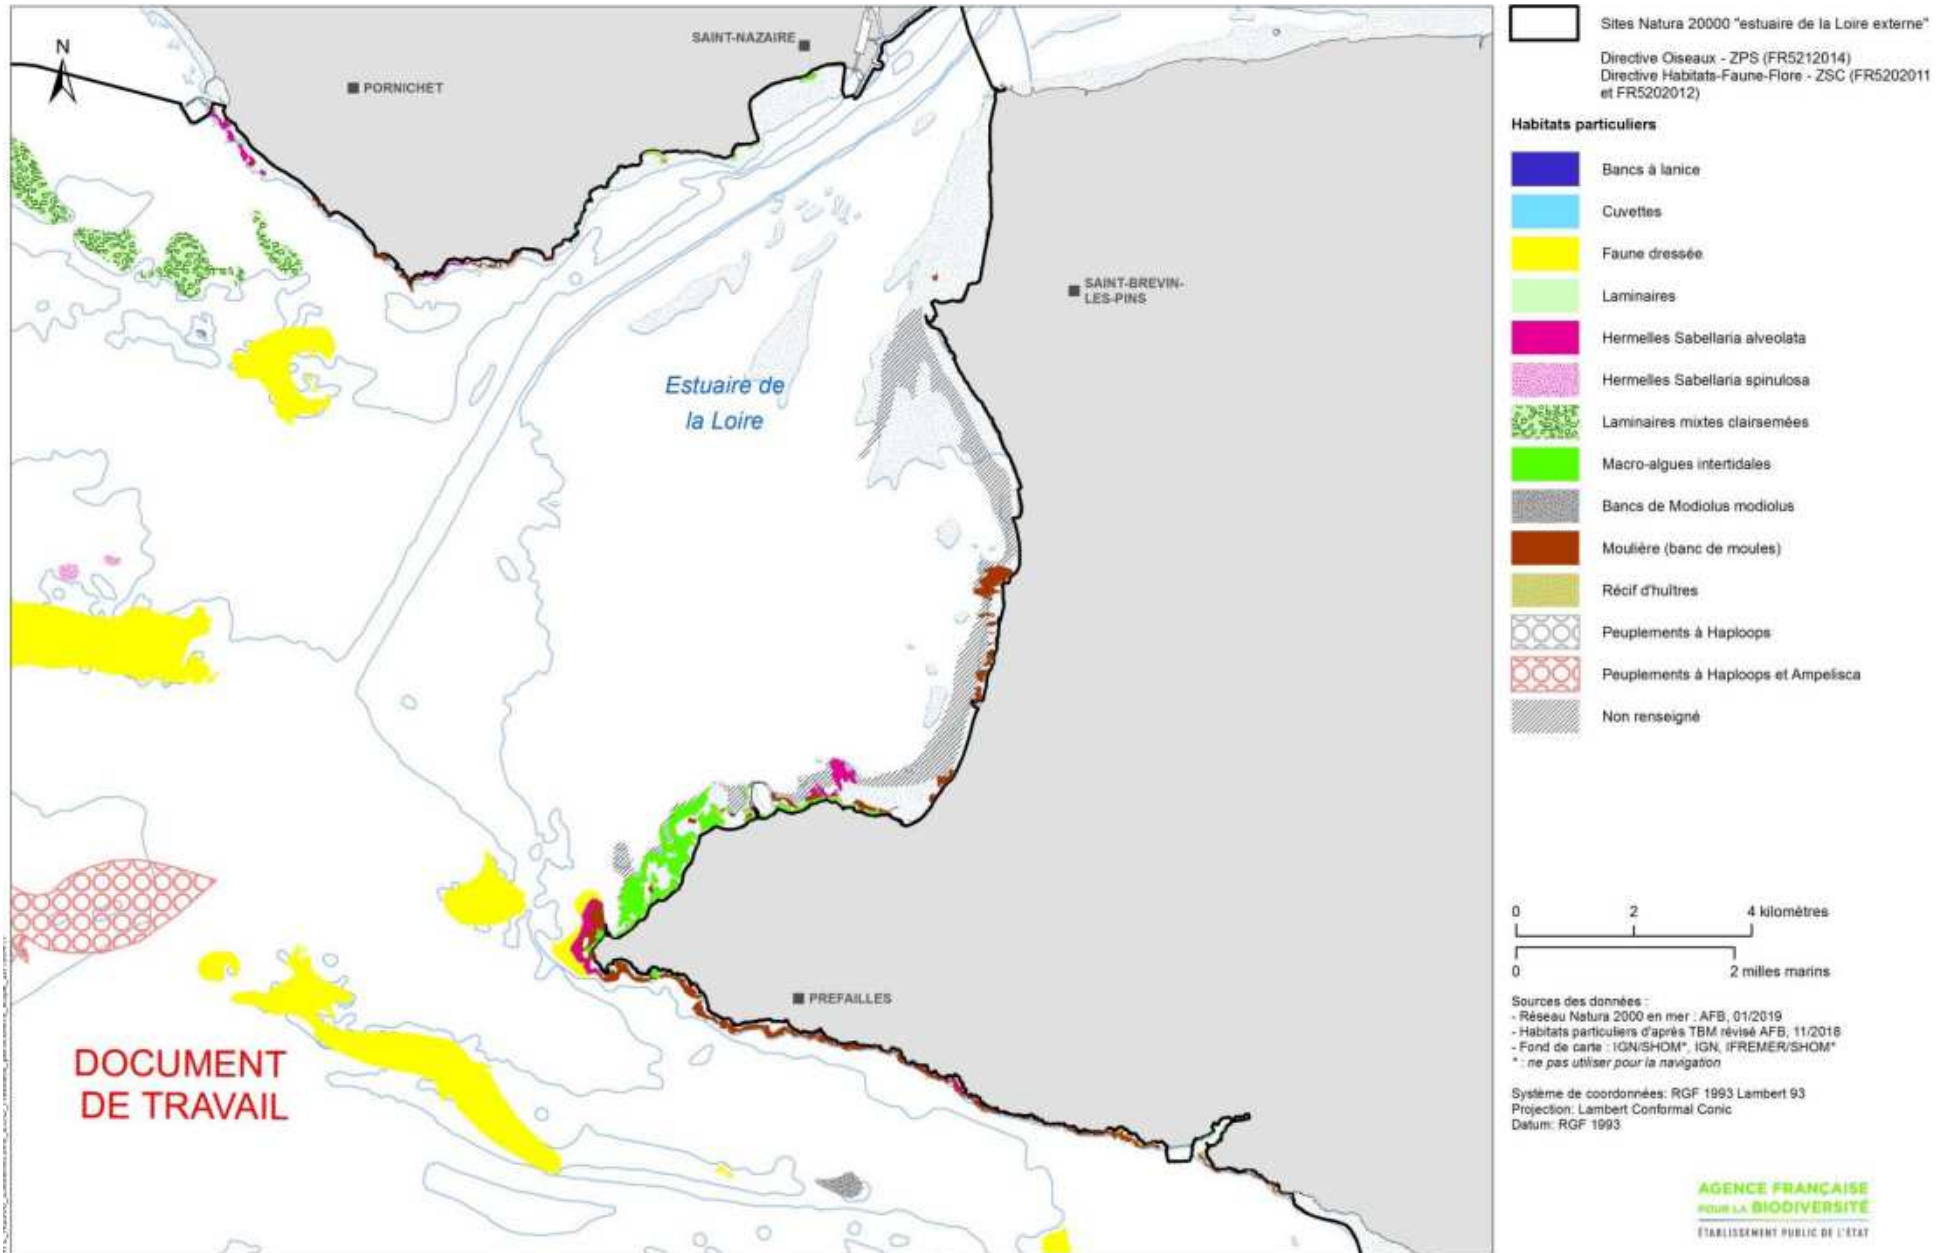 N
SAINT-NAZAIRE
PORNICHET
SAINT-BREVIN-
LES-PINS
Estuaire de
la Loire
PREFAILLES
DOCUMENT
DE TRAVAIL
Sites Natura 20000 "estuaire de la Loire externe"
Directive Oiseaux - ZPS (FR5212014)
Directive Habitats-Faune-Flore - ZSC (FR5202011
et FR5202012)
Habitats particuliers
Bancs à lanice
Cuvettes
Faune dressée
Laminaires
Hermelles Sabellaria alveolata
Hermelles Sabellaria spinulosa
Laminaires mixtes clairsemées
Macro-algues intertidales
Bancs de Modiolus modiolus
Moulière (banc de moules)
Récif d'huîtres
Peuplements à Haploops
Peuplements à Haploops et Ampelisca
Non renseigné
0 2 4 kilomètres
0 2 milles marins
Sources des données :
- Réseau Natura 2000 en mer : AFB, 01/2019
- Habitats particuliers d'après TBM révisé AFB, 11/2018
- Fond de carte : IGN/SHOM*, IGN, IFREMER/SHOM*
* : ne pas utiliser pour la navigation
Système de coordonnées: RGF 1993 Lambert 93
Projection: Lambert Conformal Conic
Datum: RGF 1993
AGENCE FRANÇAISE
POUR LA BIODIVERSITÉ
ÉTABLISSEMENT PUBLIC DE L'ÉTAT